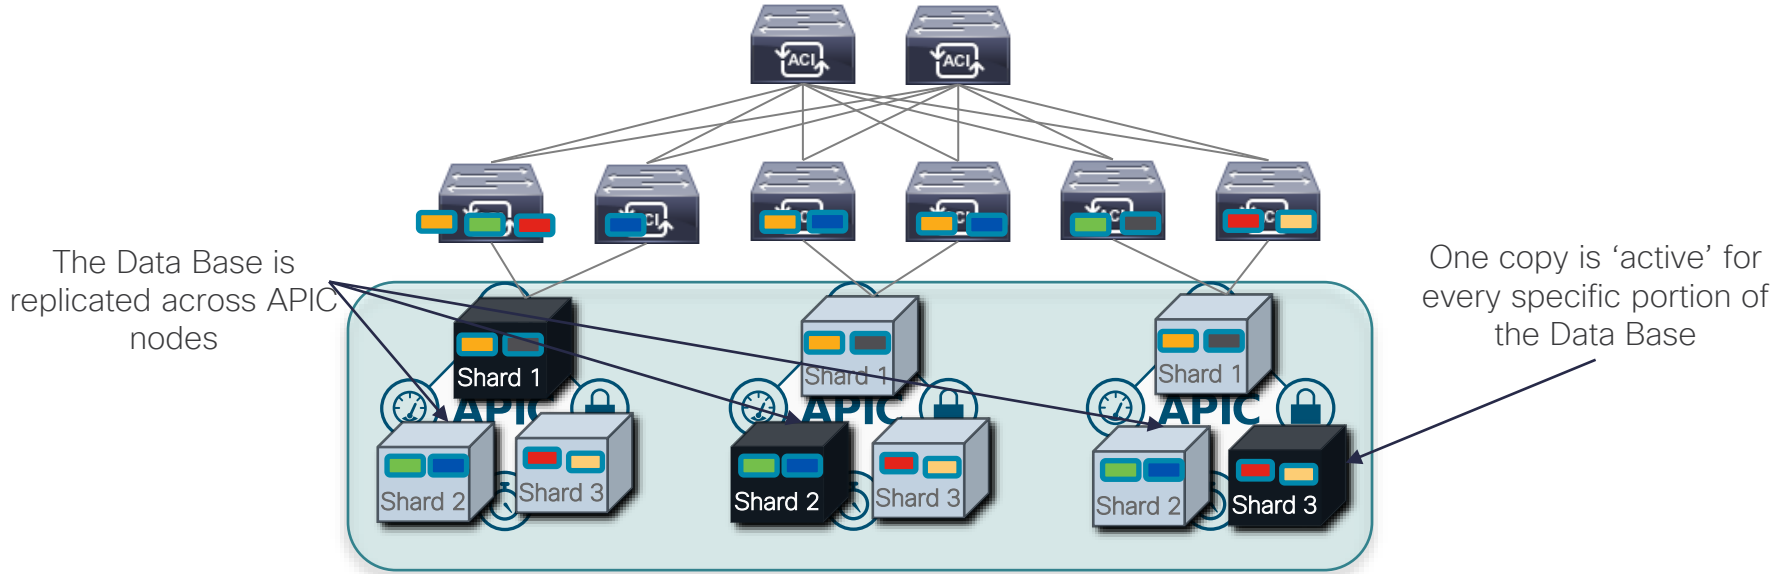 ACI
ACI
ACI
ACI
The Data Base is
replicated across APIC
nodes
One copy is ‘active’ for
every specific portion of
the Data Base
Shard 1
Shard 1
Shard 1
APIC
APIC
APIC
Shard 2
Shard 3
Shard 2
Shard 3
Shard 2
Shard 3